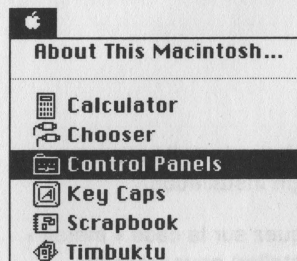 About This Macintosh...
Calculator
Chooser
Control Panels
Key Caps
Scrapbook
Timbuktu